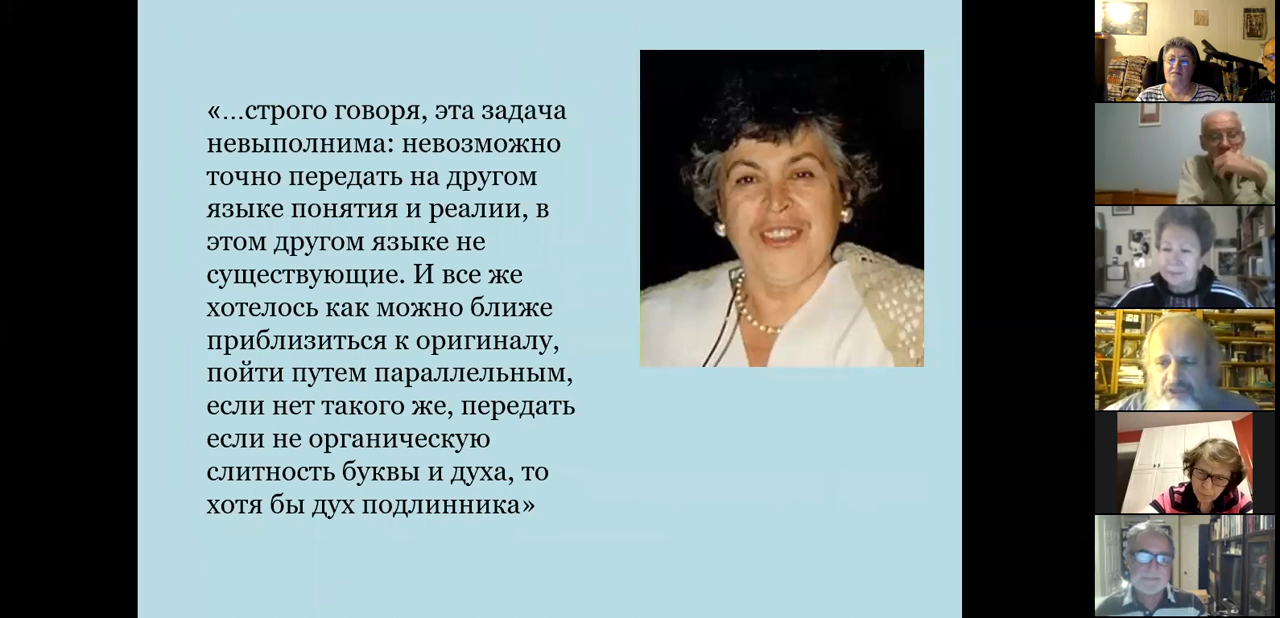 «...строго говоря, эта задача
невыполнима: невозможно
точно передать на другом
языке понятия и реалии, в
этом другом языке не
существующие. И все же
хотелось как можно ближе
приблизиться к оригиналу,
пойти путем параллельным,
если нет такого же, передать
если не органическую
слитность буквы и духа, то
хотя бы дух подлинника»